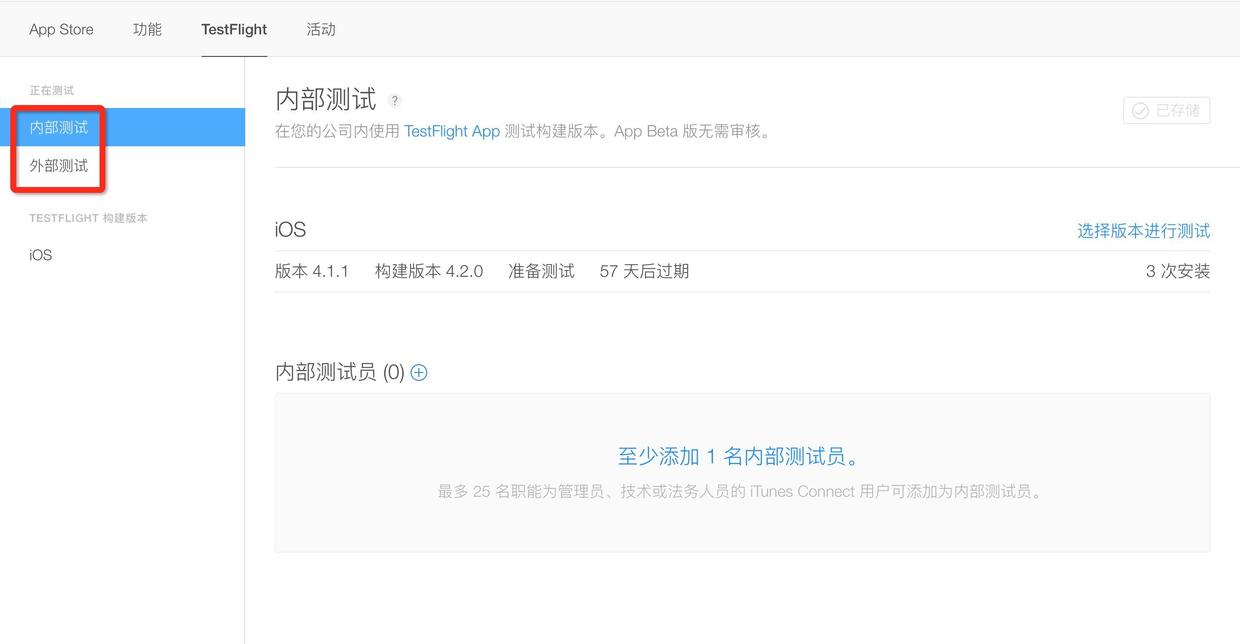 App Store 功能 TestFlight 活动
正在测试
内部测试
外部测试
TESTFLIGHT 构建版本
iOS
内部测试 ?
在您的公司内使用 TestFlight App 测试构建版本。App Beta 版无需审核。
已存储
iOS 选择版本进行测试
版本 4.1.1 构建版本 4.2.0 准备测试 57 天后过期 3 次安装
内部测试员 (0)
至少添加 1 名内部测试员。
最多 25 名职能为管理员、技术或法务人员的 iTunes Connect 用户可添加为内部测试员。